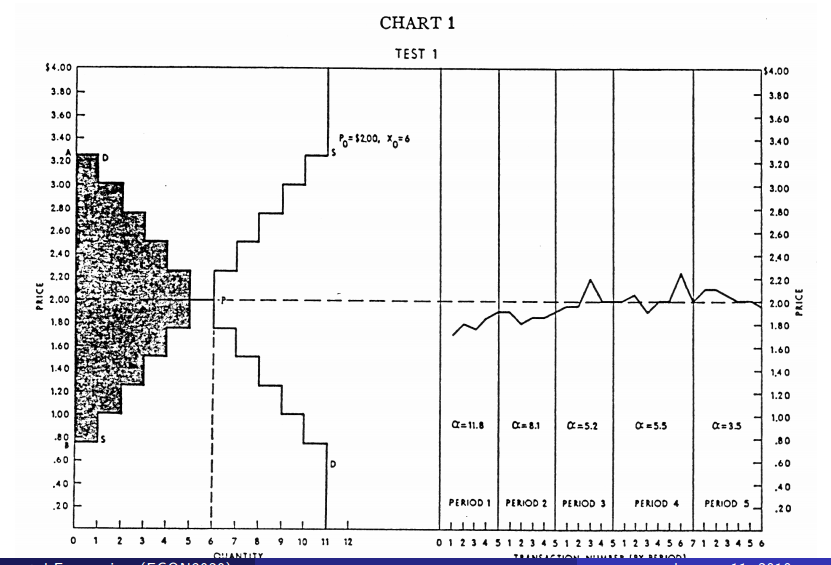 CHART 1
TEST 1
$4.00
3.80
3.60
3.40
3.20
3.00
2.80
2.60
2.40
2.20
2.00
1.80
1.60
1.40
1.20
1.00
.80
.60
.40
.20
PRICE
A
D
B
S
P
P0=$2.00, X0=6
S
D
0 1 2 3 4 5 6 7 8 9 10 11 12
QUANTITY
α=11.8
α=8.1
α=5.2
α=5.5
α=3.5
PERIOD 1
PERIOD 2
PERIOD 3
PERIOD 4
PERIOD 5
0 1 2 3 4 5 1 2 3 4 5 1 2 3 4 5 1 2 3 4 5 6 7 1 2 3 4 5 6
TRANSACTION NUMBER (BY PERIOD)
$4.00
3.80
3.60
3.40
3.20
3.00
2.80
2.60
2.40
2.20
2.00
1.80
1.60
1.40
1.20
1.00
.80
.60
.40
.20
PRICE